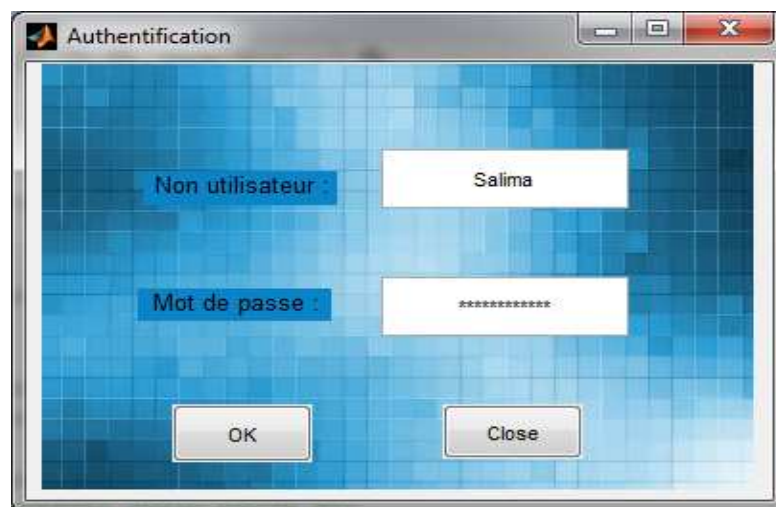 Authentification
Non utilisateur : Salima
Mot de passe : ************
OK Close